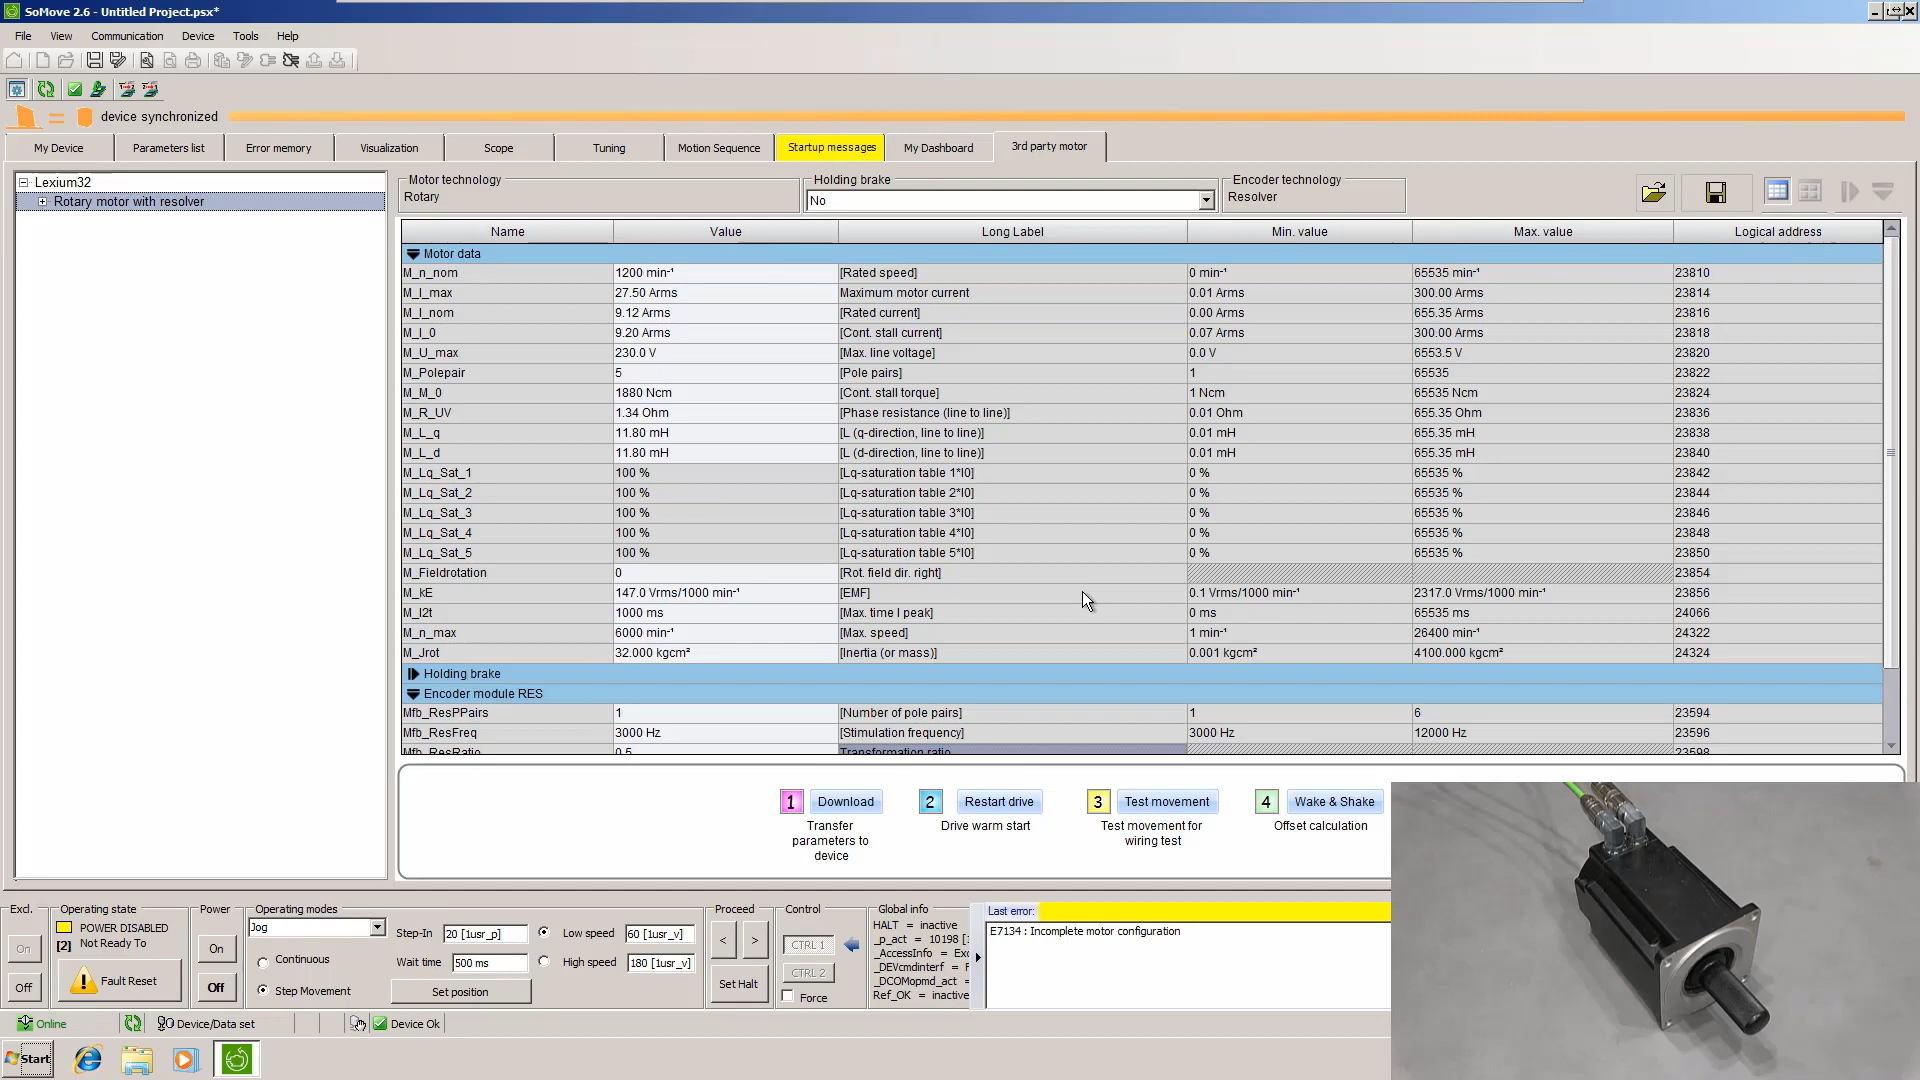 SoMove 2.6 - Untitled Project.psx*
File View Communication Device Tools Help
device synchronized
My Device Parameters list Error memory Visualization Scope Tuning Motion Sequence Startup messages My Dashboard 3rd party motor
Lexium32
Rotary motor with resolver
Motor technology Holding brake Encoder technology
Rotary No Resolver
Name Value Long Label Min. value Max. value Logical address
Motor data
M_n_nom 1200 min-¹ [Rated speed] 0 min-¹ 65535 min-¹ 23810
M_I_max 27.50 Arms Maximum motor current 0.01 Arms 300.00 Arms 23814
M_I_nom 9.12 Arms [Rated current] 0.00 Arms 655.35 Arms 23816
M_I_0 9.20 Arms [Cont. stall current] 0.07 Arms 300.00 Arms 23818
M_U_max 230.0 V [Max. line voltage] 0.0 V 6553.5 V 23820
M_Polepair 5 [Pole pairs] 1 65535 23822
M_M_0 1880 Ncm [Cont. stall torque] 1 Ncm 65535 Ncm 23824
M_R_UV 1.34 Ohm [Phase resistance (line to line)] 0.01 Ohm 655.35 Ohm 23836
M_L_q 11.80 mH [L (q-direction, line to line)] 0.01 mH 655.35 mH 23838
M_L_d 11.80 mH [L (d-direction, line to line)] 0.01 mH 655.35 mH 23840
M_Lq_Sat_1 100 % [Lq-saturation table 1*I0] 0 % 65535 % 23842
M_Lq_Sat_2 100 % [Lq-saturation table 2*I0] 0 % 65535 % 23844
M_Lq_Sat_3 100 % [Lq-saturation table 3*I0] 0 % 65535 % 23846
M_Lq_Sat_4 100 % [Lq-saturation table 4*I0] 0 % 65535 % 23848
M_Lq_Sat_5 100 % [Lq-saturation table 5*I0] 0 % 65535 % 23850
M_Fieldrotation 0 [Rot. field dir. right] 23854
M_kE 147.0 Vrms/1000 min-¹ [EMF] 0.1 Vrms/1000 min-¹ 2317.0 Vrms/1000 min-¹ 23856
M_I2t 1000 ms [Max. time I peak] 0 ms 65535 ms 24066
M_n_max 6000 min-¹ [Max. speed] 1 min-¹ 26400 min-¹ 24322
M_Jrot 32.000 kgcm² [Inertia (or mass)] 0.001 kgcm² 4100.000 kgcm² 24324
Holding brake
Encoder module RES
Mfb_ResPPairs 1 [Number of pole pairs] 1 6 23594
Mfb_ResFreq 3000 Hz [Stimulation frequency] 3000 Hz 12000 Hz 23596
Mfb_ResRatio 0.5 Transformation ratio 23598
1 Download 2 Restart drive 3 Test movement 4 Wake & Shake
Transfer parameters to device
Drive warm start
Test movement for wiring test
Offset calculation
Excl. Operating state Power Operating modes Proceed Control Global info Last error:
On
Off
POWER DISABLED
[2] Not Ready To
Fault Reset
On
Off
Jog
Continuous
Step Movement
Step-In 20 [1usr_p] Low speed 60 [1usr_v]
Wait time 500 ms High speed 180 [1usr_v]
Set position
< >
Set Halt
CTRL 1
CTRL 2
Force
HALT = inactive
_p_act = 10198 [1
_AccessInfo = Exc
_DEVcmdinterf = F
_DCOMopmd_act =
Ref_OK = inactive
E7134 : Incomplete motor configuration
Online Device/Data set Device Ok
Start